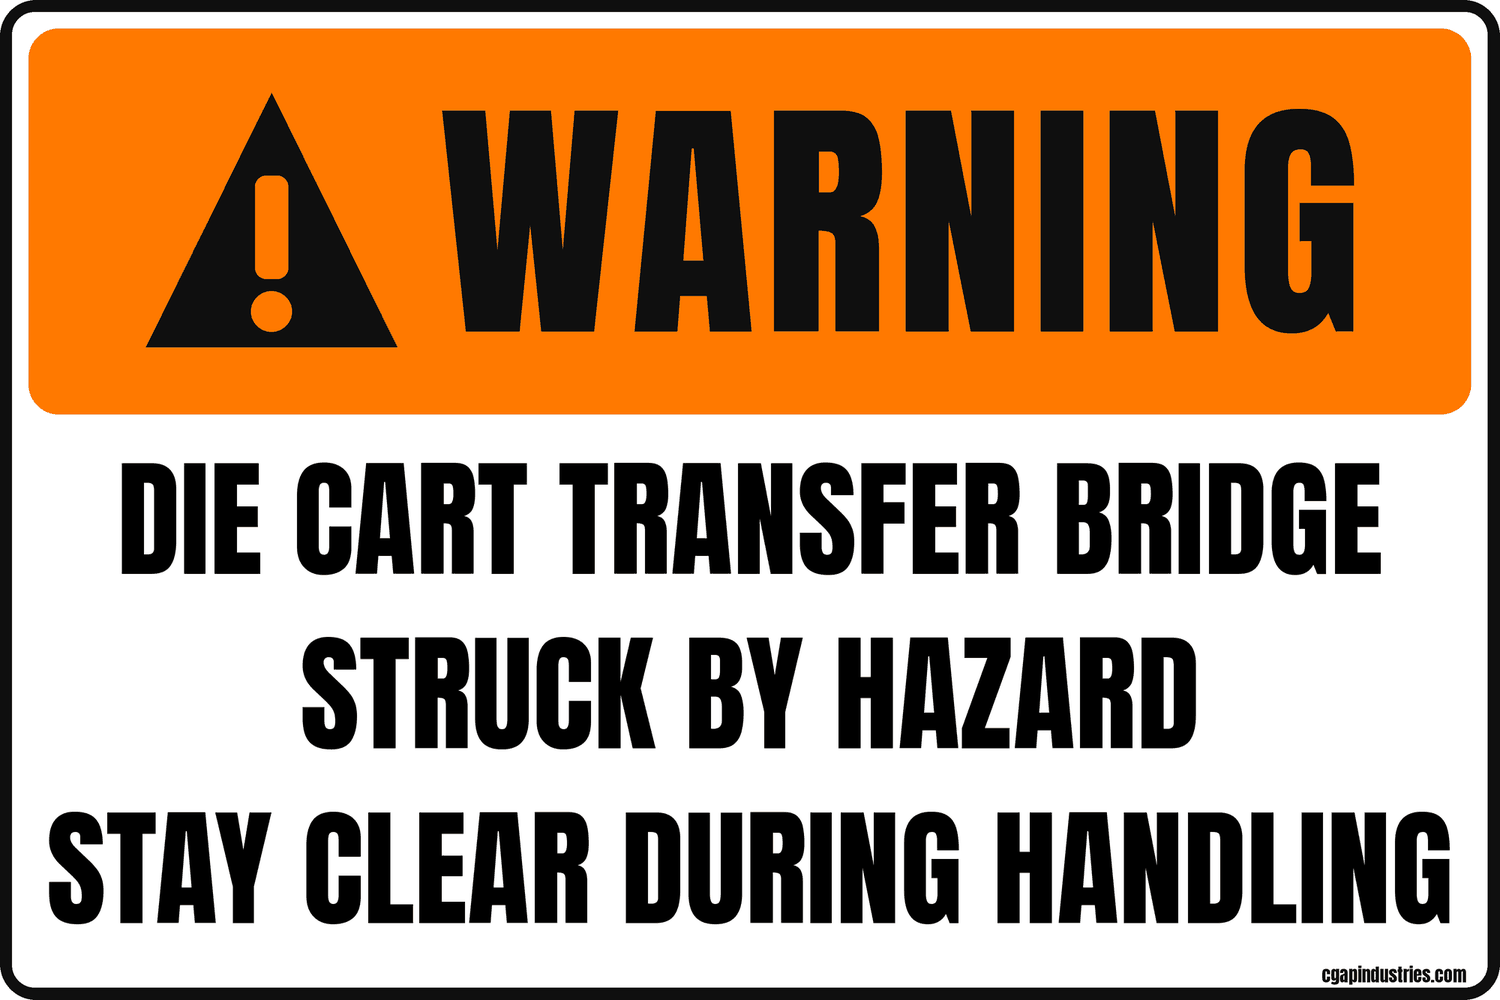 WARNING
DIE CART TRANSFER BRIDGE
STRUCK BY HAZARD
STAY CLEAR DURING HANDLING
cgapindustries.com